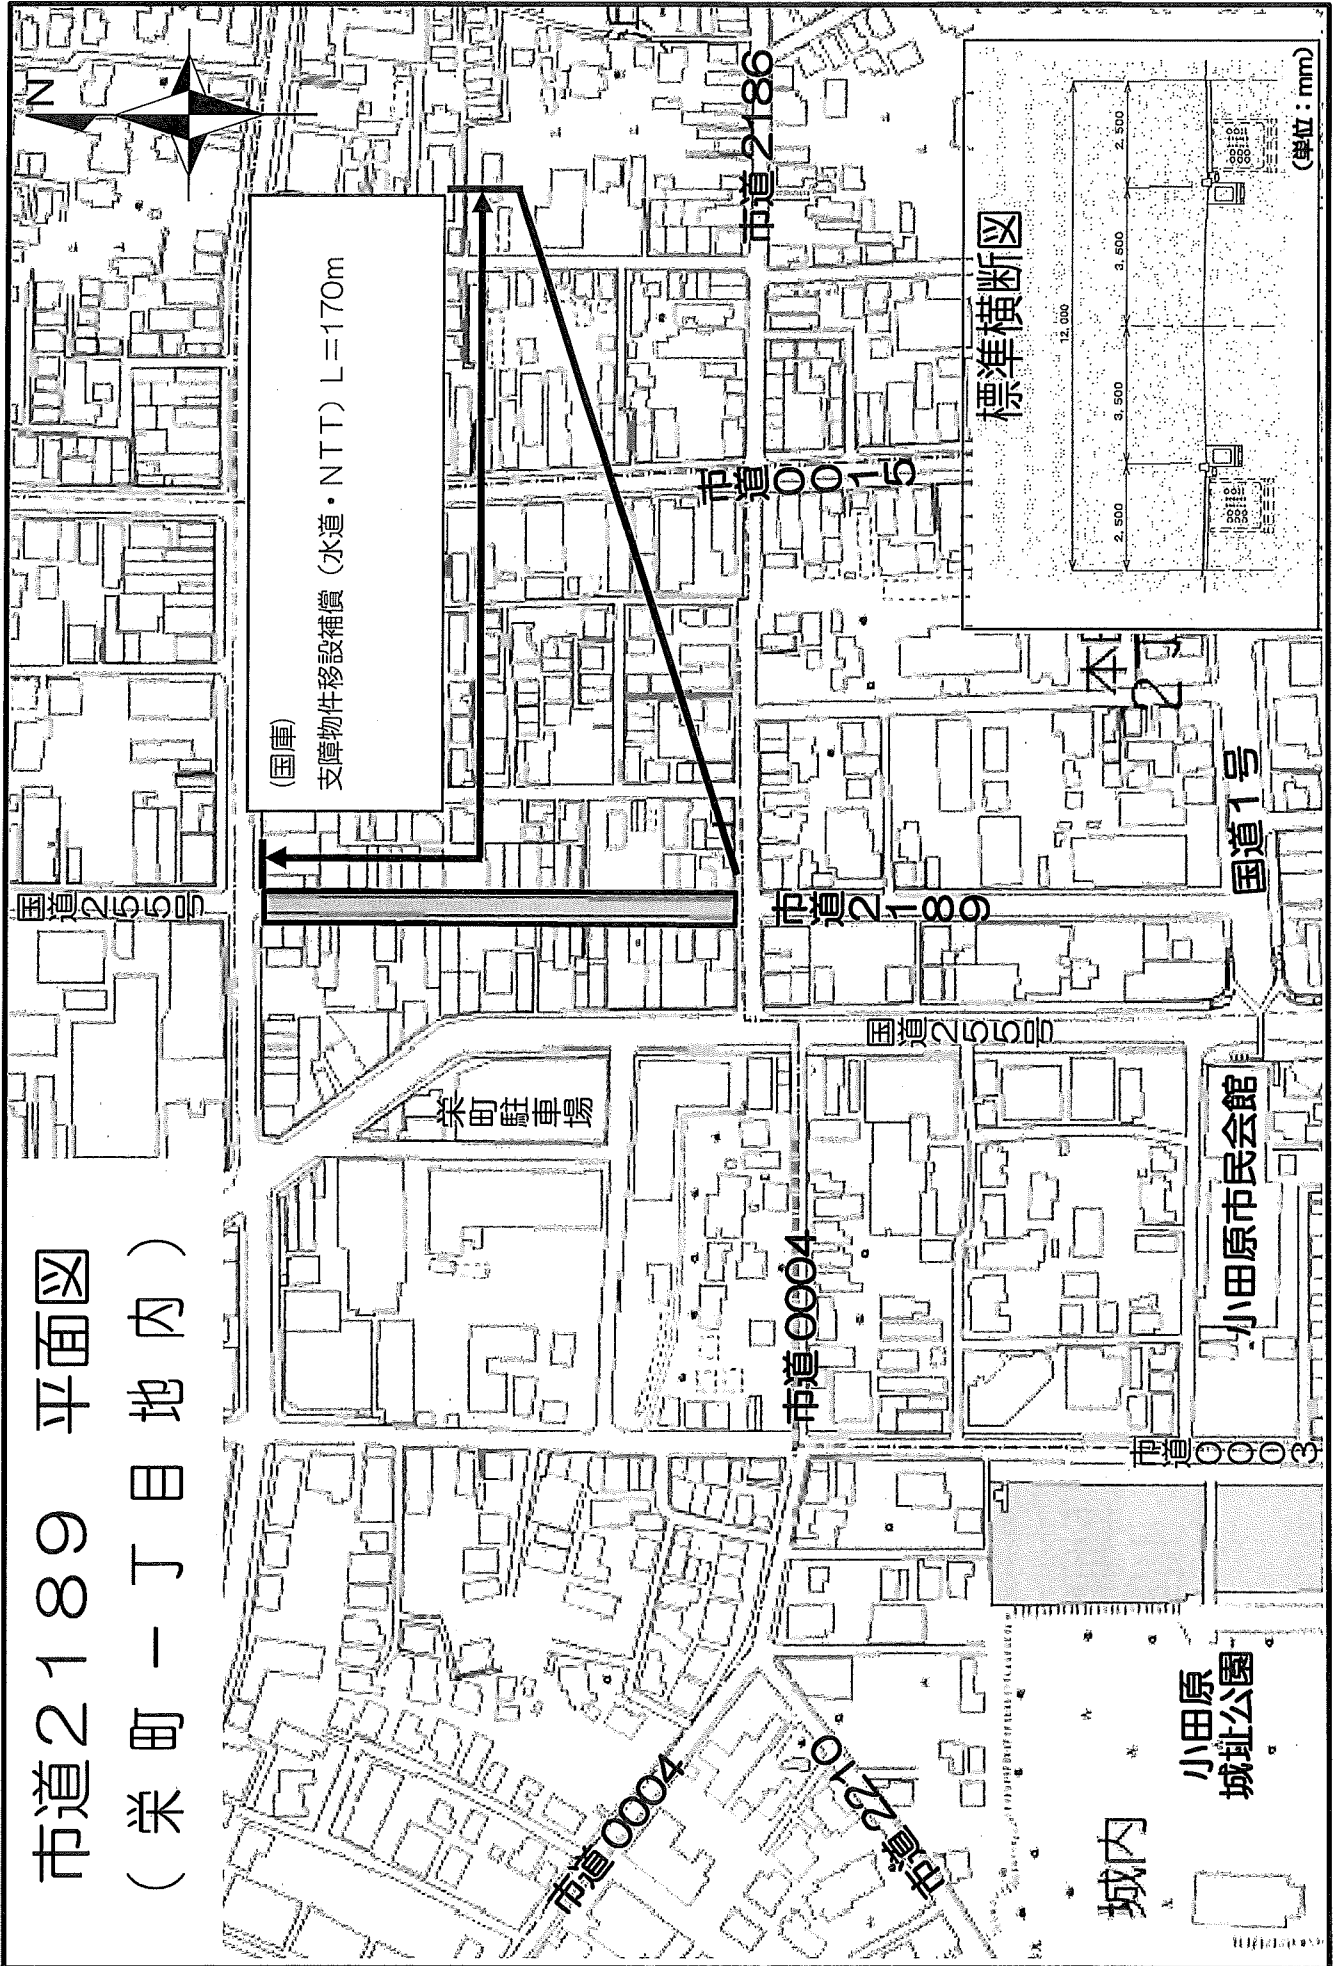 市道2189 平面図
(栄町一丁目地内)
N
(国庫)
支障物件移設補償(水道・NTT)L=170m
国道255号
市道2186
市道0015
市道2189
国道255号
栄町駐車場
市道0004
市道0004
市道2210
市道0003
小田原市民会館
国道1号
小田原
城址公園
城内
標準横断図
12,000
2,500
3,500
3,500
2,500
(単位:mm)